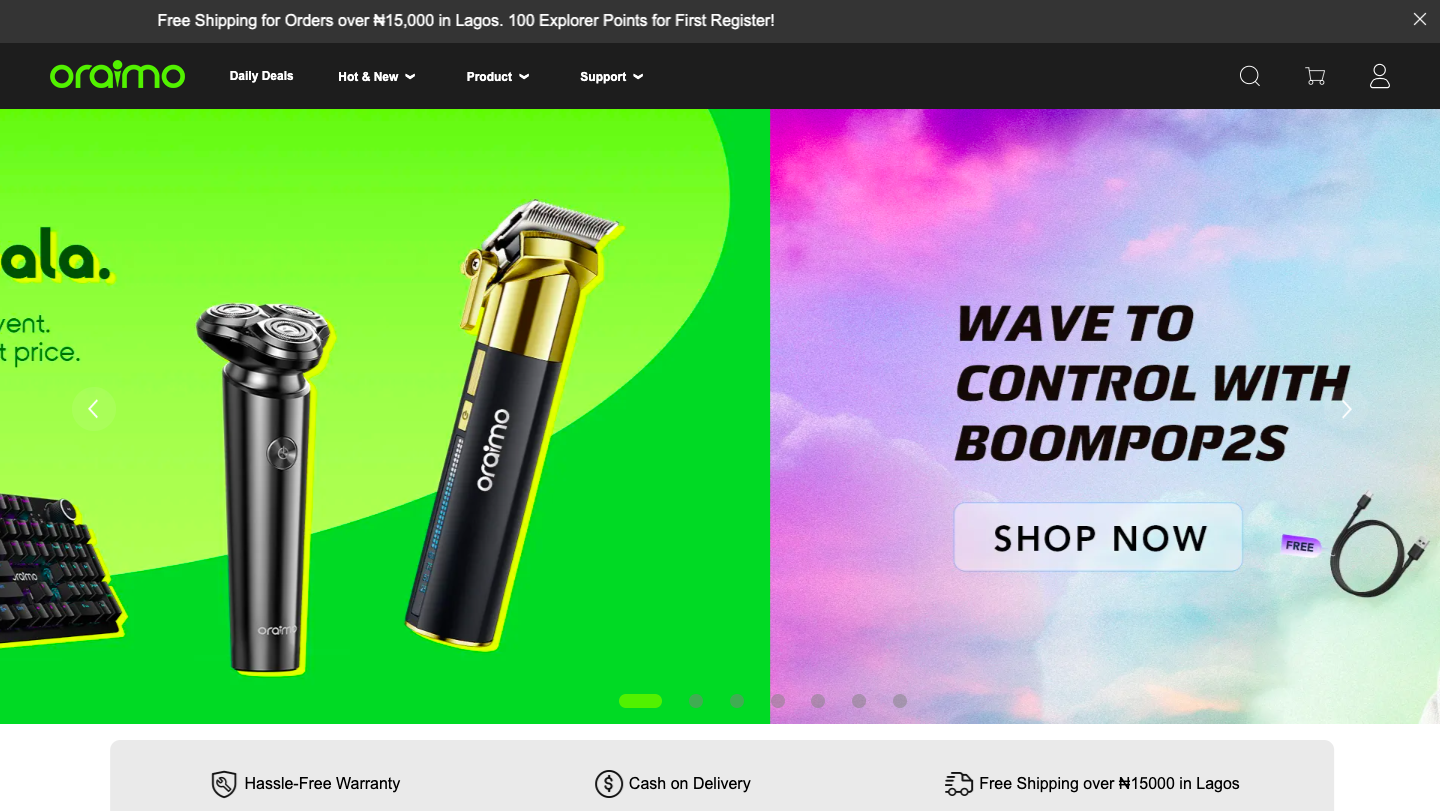 Free Shipping for Orders over ₦15,000 in Lagos. 100 Explorer Points for First Register!
oraimo
Daily Deals
Hot & New
Product
Support
ala.
vent.
t price.
oraimo
oraimo
oraimo
WAVE TO
CONTROL WITH
BOOMPOP2S
SHOP NOW
FREE
Hassle-Free Warranty
Cash on Delivery
Free Shipping over ₦15000 in Lagos